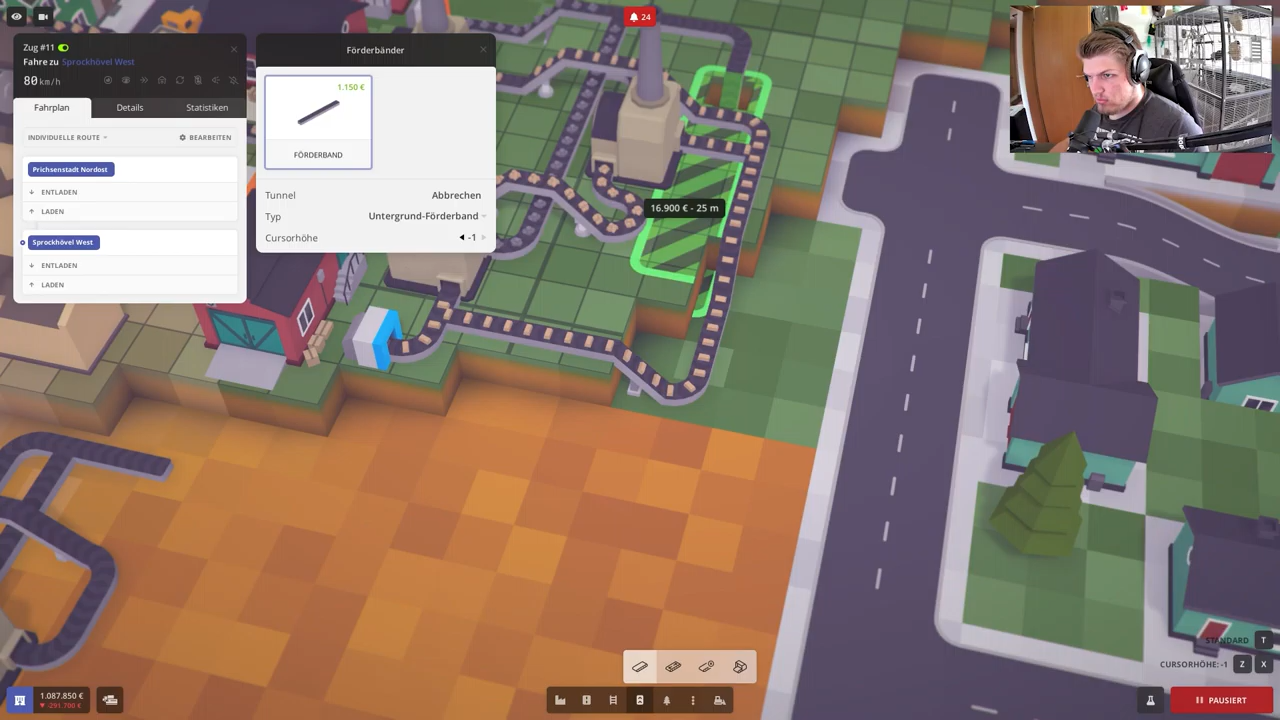 24
Zug #11
Fahre zu Sprockhövel West
80 km/h
Fahrplan
Details
Statistiken
INDIVIDUELLE ROUTE
BEARBEITEN
Prichsenstadt Nordost
ENTLADEN
LADEN
Sprockhövel West
ENTLADEN
LADEN
Förderbänder
1.150 €
FÖRDERBAND
Tunnel
Abbrechen
Typ
Untergrund-Förderband
Cursorhöhe
-1
16.900 € - 25 m
STANDARD T
CURSORHÖHE: -1 Z X
1.087.850 €
-291.700 €
PAUSIERT